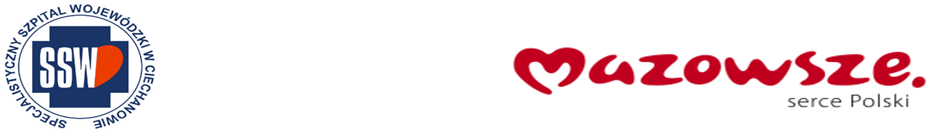 SPECJALISTYCZNY SZPITAL WOJEWÓDZKI W CIECHANOWIE
SSW
Mazowsze.
serce Polski